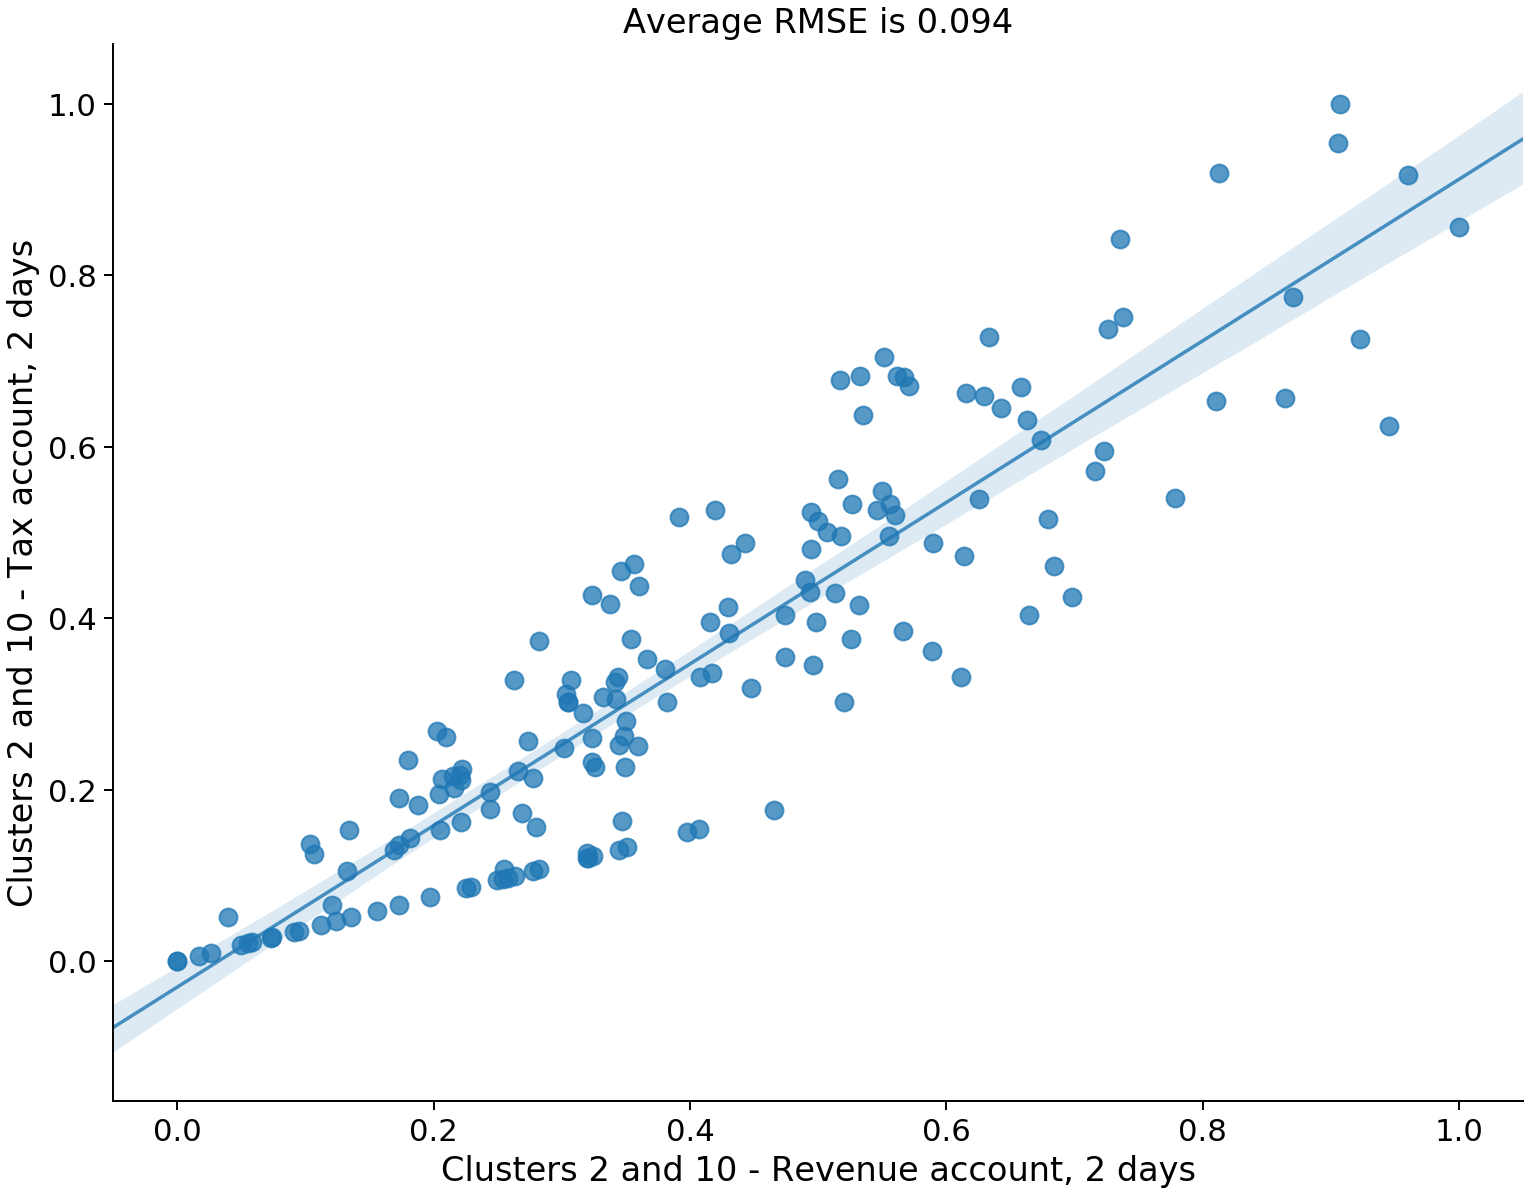 Average RMSE is 0.094
1.0
0.8
0.6
0.4
0.2
0.0
Clusters 2 and 10 - Tax account, 2 days
0.0 0.2 0.4 0.6 0.8 1.0
Clusters 2 and 10 - Revenue account, 2 days